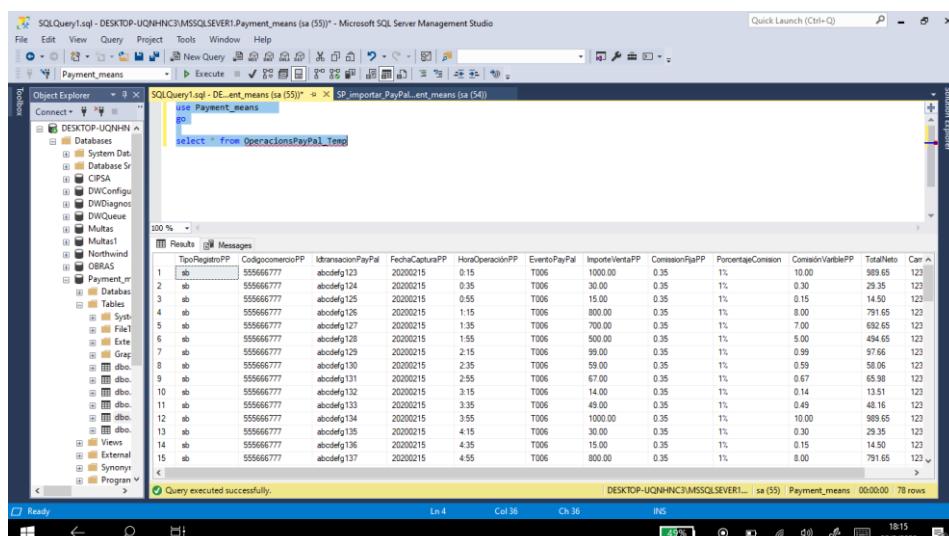 SQLQuery1.sql - DESKTOP-UQNHNC3\MSSQLSEVER1.Payment_means (sa (55))* - Microsoft SQL Server Management Studio
Quick Launch (Ctrl+Q)
File Edit View Query Project Tools Window Help
New Query
Payment_means
Execute
Toolbox
Object Explorer
SQLQuery1.sql - DE...ent_means (sa (55))*
SP_importar_PayPal...ent_means (sa (54))
Solution Explorer
Connect
use Payment_means
go
select * from OperacionsPayPal_Temp
DESKTOP-UQNHN
Databases
System Dat
Database Sr
CIPSA
DWConfigu
DWDiagnos
DWQueue
Multas
Multas1
Northwind
OBRAS
Payment_m
Databas
Tables
Syst
FileT
Exte
Grap
dbo.
dbo.
dbo.
dbo.
dbo.
dbo.
Views
External
Synonyr
Program
100 %
Results Messages
TipoRegistroPP CodigocomercioPP IdtransacionPayPal FechaCapturaPP HoraOperaciónPP EventoPayPal ImporteVentaPP ComissionFijaPP PorcentajeComision ComisiónVaribl​ePP TotalNeto Carr
1 sb 555666777 abcdefg123 20200215 0:15 T006 1000.00 0.35 1% 10.00 989.65 123
2 sb 555666777 abcdefg124 20200215 0:35 T006 30.00 0.35 1% 0.30 29.35 123
3 sb 555666777 abcdefg125 20200215 0:55 T006 15.00 0.35 1% 0.15 14.50 123
4 sb 555666777 abcdefg126 20200215 1:15 T006 800.00 0.35 1% 8.00 791.65 123
5 sb 555666777 abcdefg127 20200215 1:35 T006 700.00 0.35 1% 7.00 692.65 123
6 sb 555666777 abcdefg128 20200215 1:55 T006 500.00 0.35 1% 5.00 494.65 123
7 sb 555666777 abcdefg129 20200215 2:15 T006 99.00 0.35 1% 0.99 97.66 123
8 sb 555666777 abcdefg130 20200215 2:35 T006 59.00 0.35 1% 0.59 58.06 123
9 sb 555666777 abcdefg131 20200215 2:55 T006 67.00 0.35 1% 0.67 65.98 123
10 sb 555666777 abcdefg132 20200215 3:15 T006 14.00 0.35 1% 0.14 13.51 123
11 sb 555666777 abcdefg133 20200215 3:35 T006 49.00 0.35 1% 0.49 48.16 123
12 sb 555666777 abcdefg134 20200215 3:55 T006 1000.00 0.35 1% 10.00 989.65 123
13 sb 555666777 abcdefg135 20200215 4:15 T006 30.00 0.35 1% 0.30 29.35 123
14 sb 555666777 abcdefg136 20200215 4:35 T006 15.00 0.35 1% 0.15 14.50 123
15 sb 555666777 abcdefg137 20200215 4:55 T006 800.00 0.35 1% 8.00 791.65 123
Query executed successfully. DESKTOP-UQNHNC3\MSSQLSEVER1... sa (55) Payment_means 00:00:00 78 rows
Ready Ln 4 Col 36 Ch 36 INS
49%
18:15